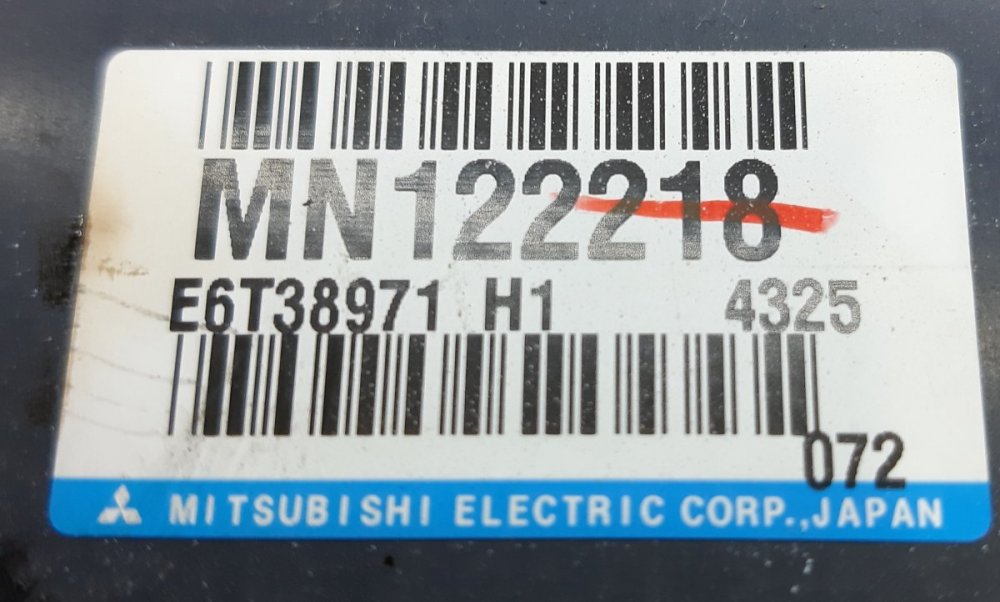 MN122218
E6T38971 H1 4325
072
MITSUBISHI ELECTRIC CORP.,JAPAN